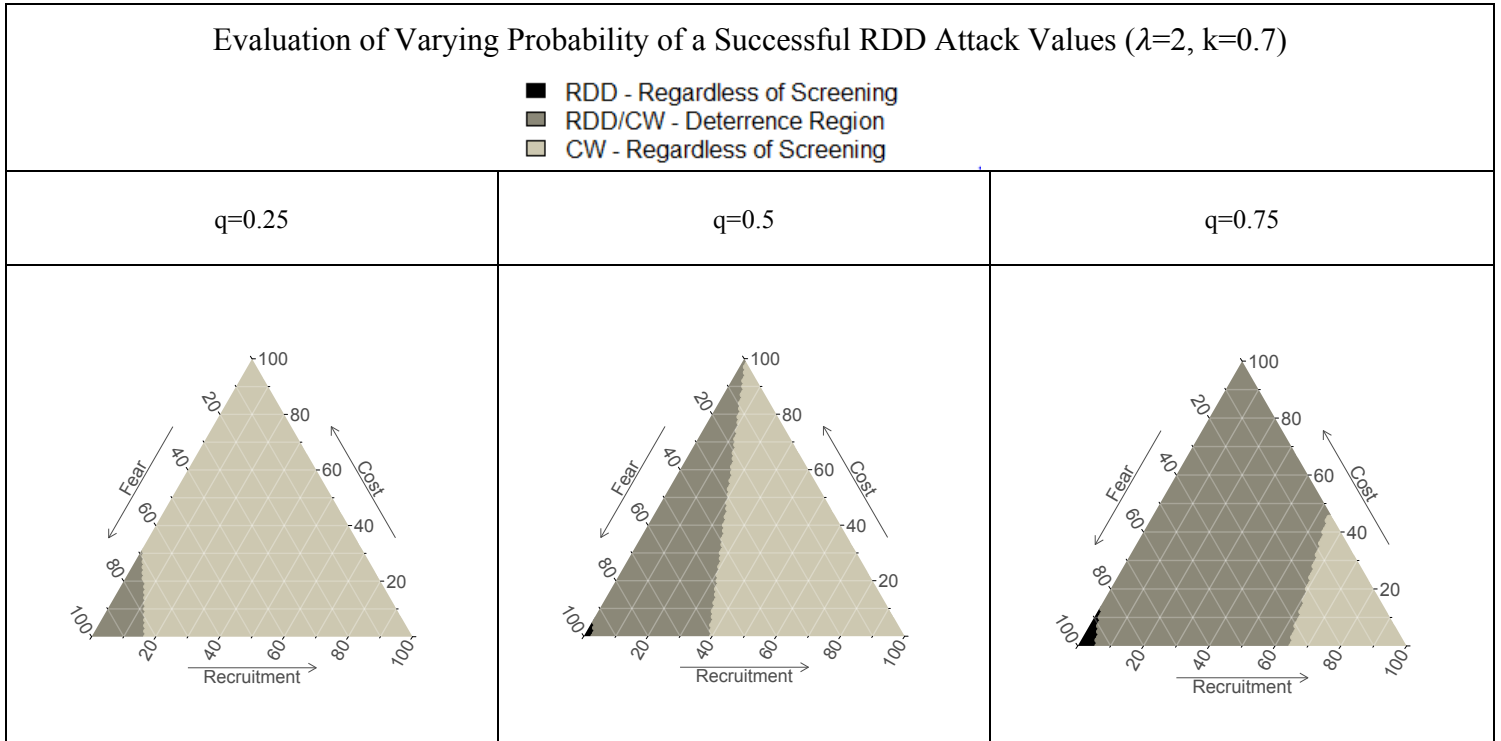 Evaluation of Varying Probability of a Successful RDD Attack Values (λ=2, k=0.7)
RDD - Regardless of Screening
RDD/CW - Deterrence Region
CW - Regardless of Screening
q=0.25
q=0.5
q=0.75
100
80
60
40
20
Cost
20
40
60
80
100
Fear
20
40
60
80
100
Recruitment
100
80
60
40
20
Cost
20
40
60
80
100
Fear
20
40
60
80
100
Recruitment
100
80
60
40
20
Cost
20
40
60
80
100
Fear
20
40
60
80
100
Recruitment